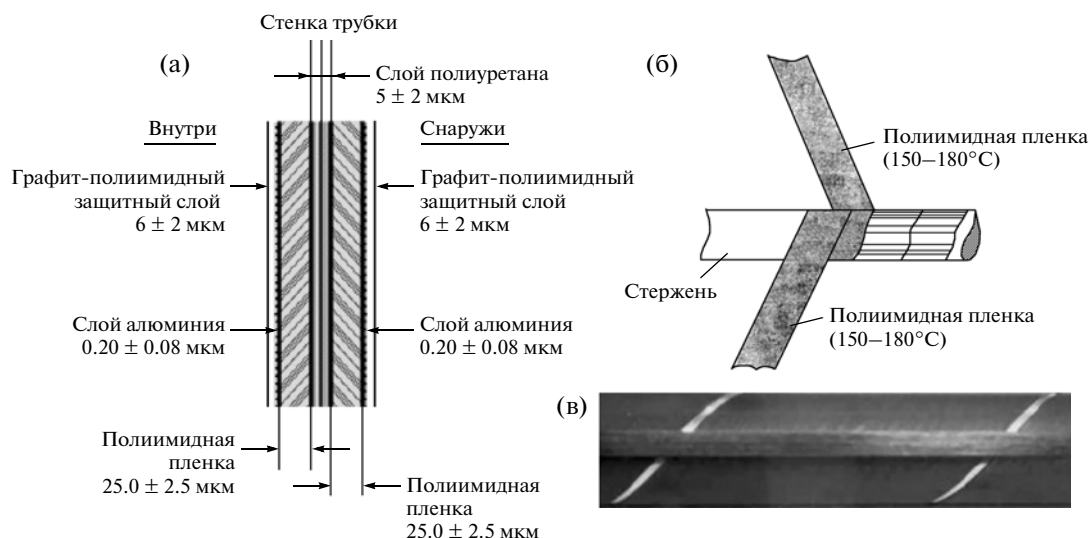 Стенка трубки
(а)
Слой полиуретана
5 ± 2 мкм
Внутри
Снаружи
Графит-полиимидный
защитный слой
6 ± 2 мкм
Графит-полиимидный
защитный слой
6 ± 2 мкм
Слой алюминия
0.20 ± 0.08 мкм
Слой алюминия
0.20 ± 0.08 мкм
Полиимидная
пленка
25.0 ± 2.5 мкм
Полиимидная
пленка
25.0 ± 2.5 мкм
(б)
Полиимидная пленка
(150–180°C)
Стержень
Полиимидная пленка
(150–180°C)
(в)